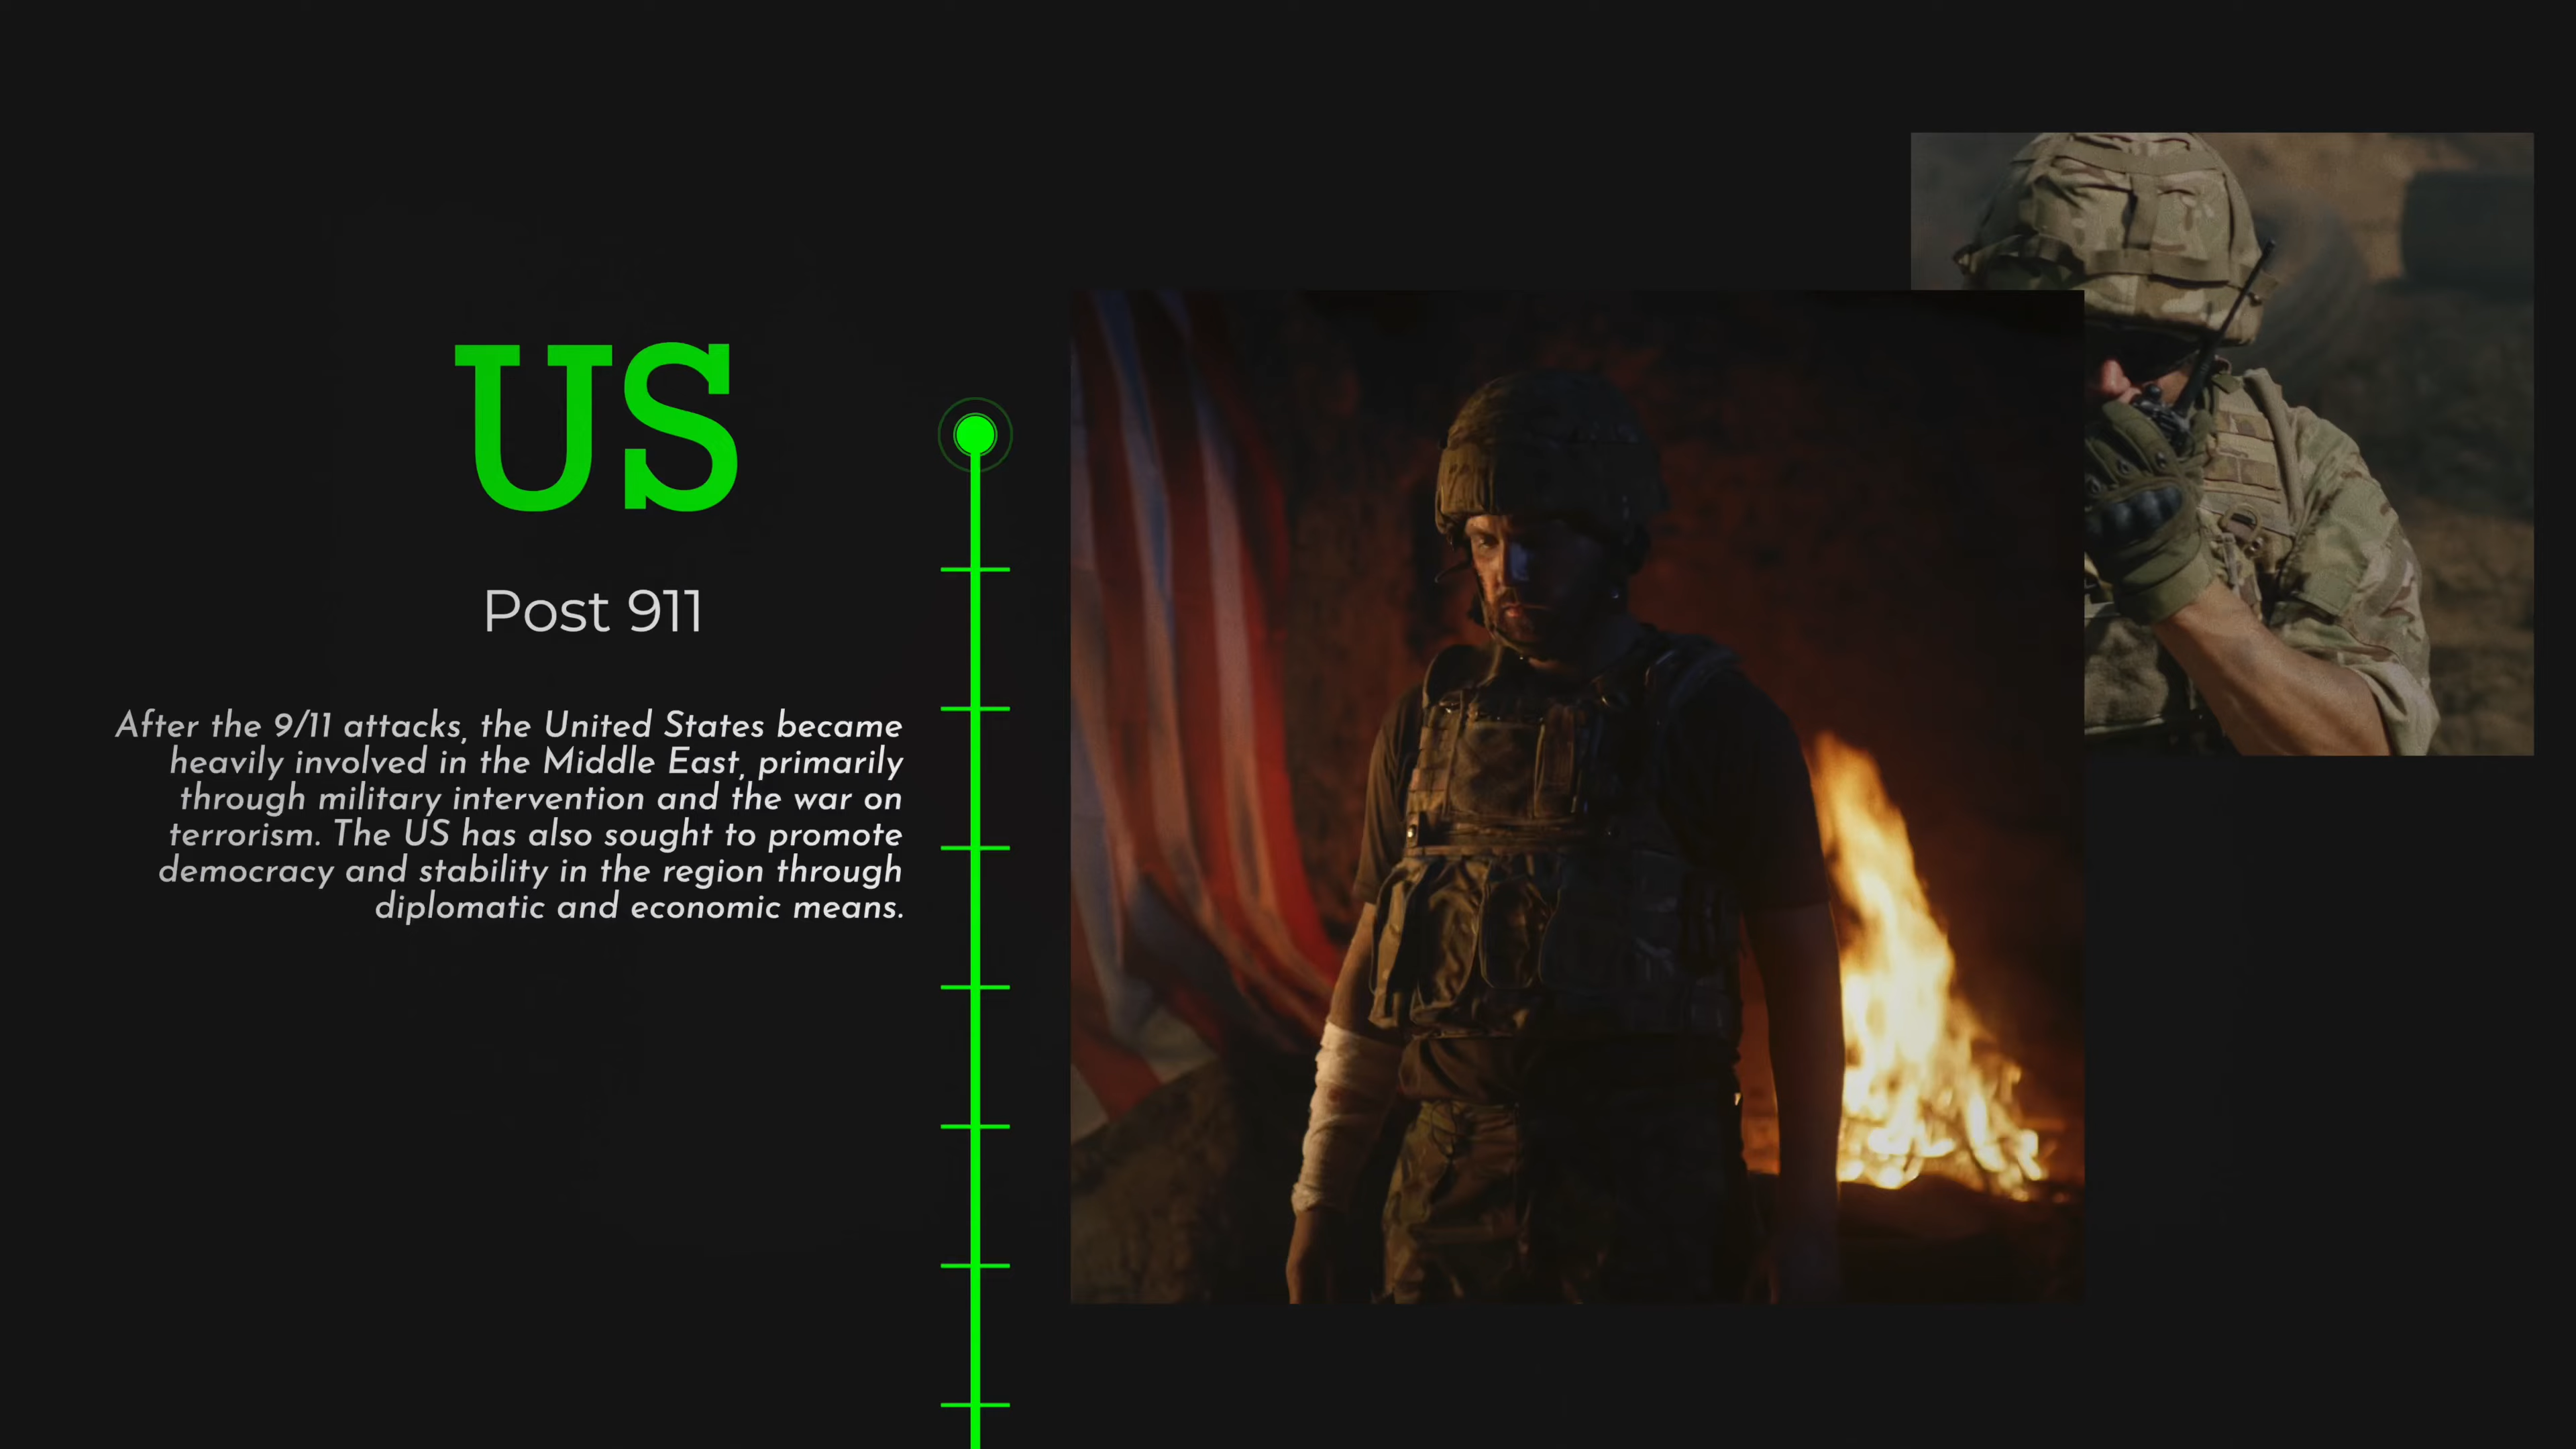 US
Post 911
After the 9/11 attacks, the United States became
heavily involved in the Middle East, primarily
through military intervention and the war on
terrorism. The US has also sought to promote
democracy and stability in the region through
diplomatic and economic means.